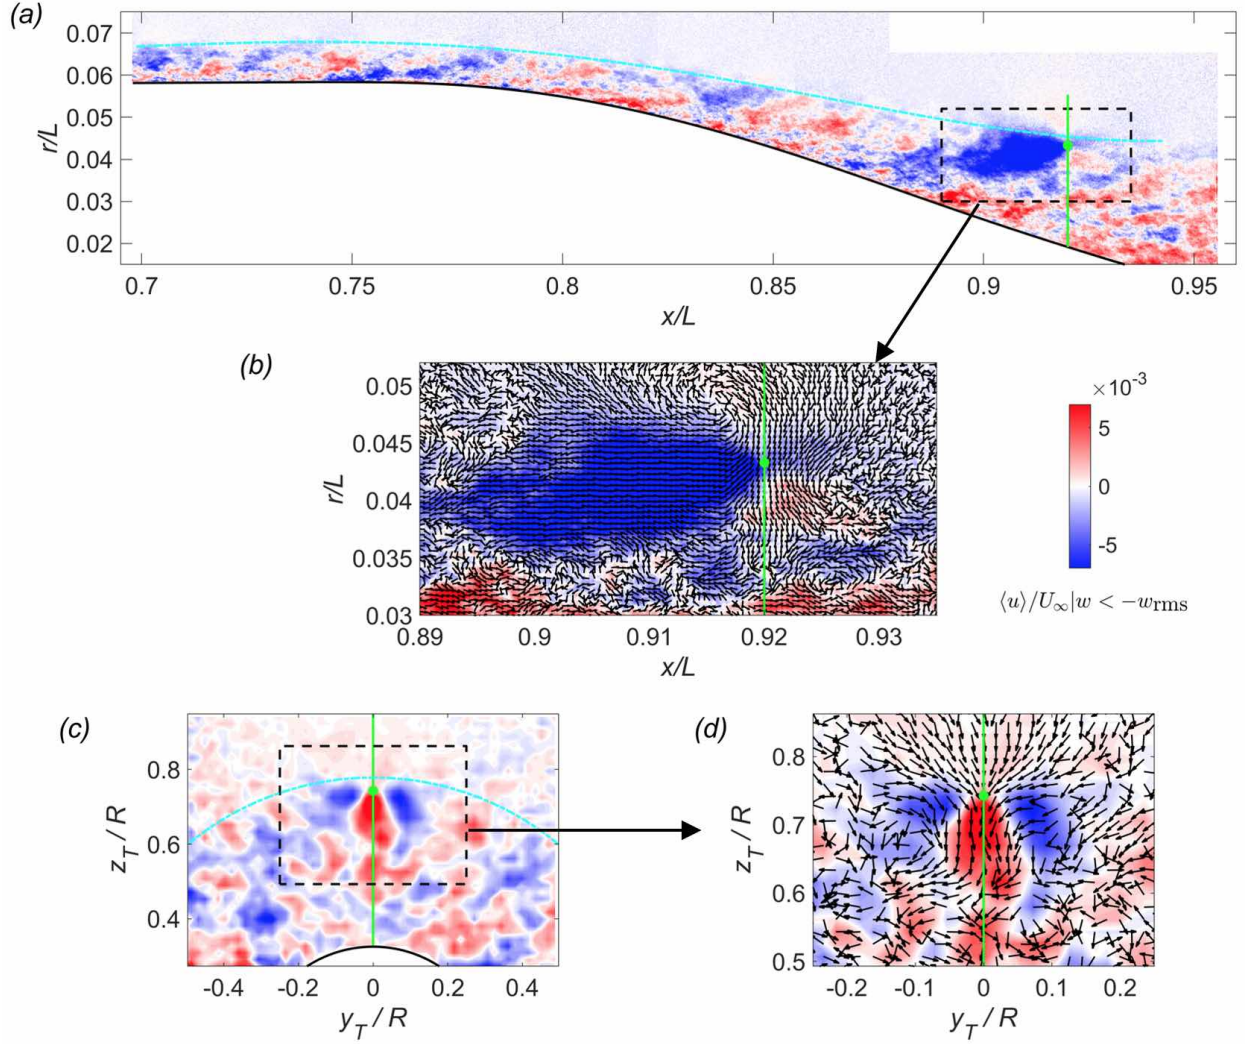 (a)
r/L
0.07
0.06
0.05
0.04
0.03
0.02
0.7 0.75 0.8 0.85 0.9 0.95
x/L
(b)
r/L
0.05
0.045
0.04
0.035
0.03
0.89 0.9 0.91 0.92 0.93
x/L
×10⁻³
5
0
-5
⟨u⟩/U∞|w < −w_rms
(c)
z_T / R
0.8
0.6
0.4
-0.4 -0.2 0 0.2 0.4
y_T / R
(d)
z_T / R
0.8
0.7
0.6
0.5
-0.2 -0.1 0 0.1 0.2
y_T / R